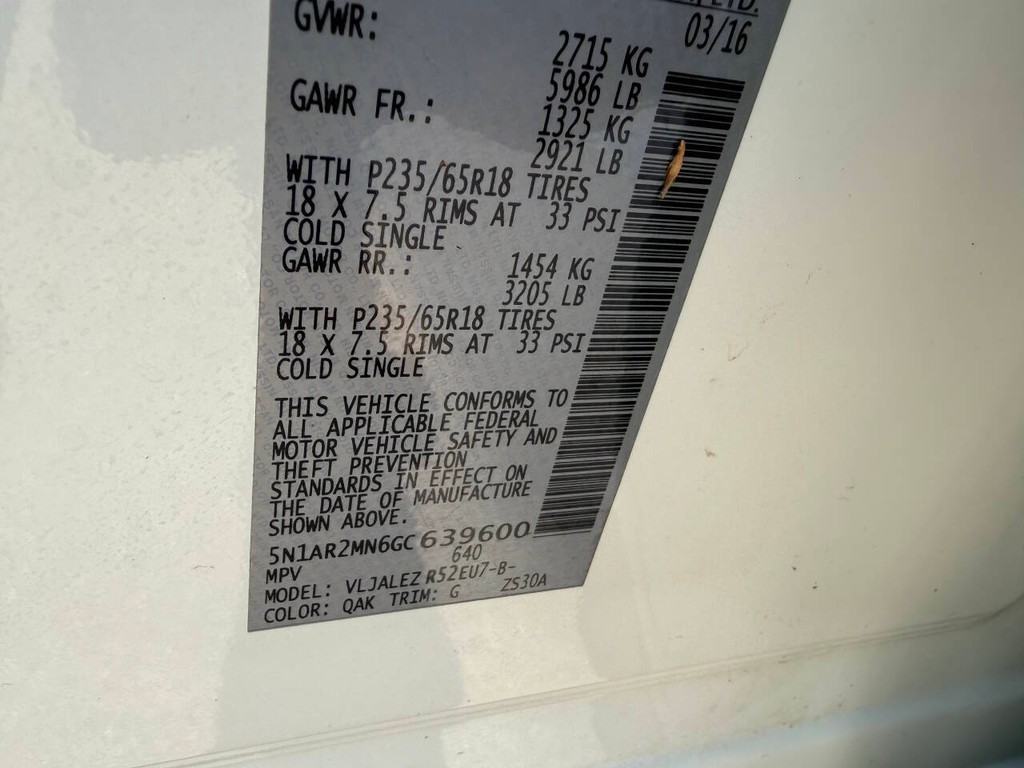 LTD.
GVWR: 03/16
2715 KG
5986 LB
GAWR FR.: 1325 KG
2921 LB
WITH P235/65R18 TIRES
18 X 7.5 RIMS AT 33 PSI
COLD SINGLE
GAWR RR.: 1454 KG
3205 LB
WITH P235/65R18 TIRES
18 X 7.5 RIMS AT 33 PSI
COLD SINGLE
THIS VEHICLE CONFORMS TO
ALL APPLICABLE FEDERAL
MOTOR VEHICLE SAFETY AND
THEFT PREVENTION
STANDARDS IN EFFECT ON
THE DATE OF MANUFACTURE
SHOWN ABOVE.
5N1AR2MN6GC639600
MPV 640
MODEL: VLJALEZ R52EU7-B-
COLOR: QAK TRIM: G ZS30A